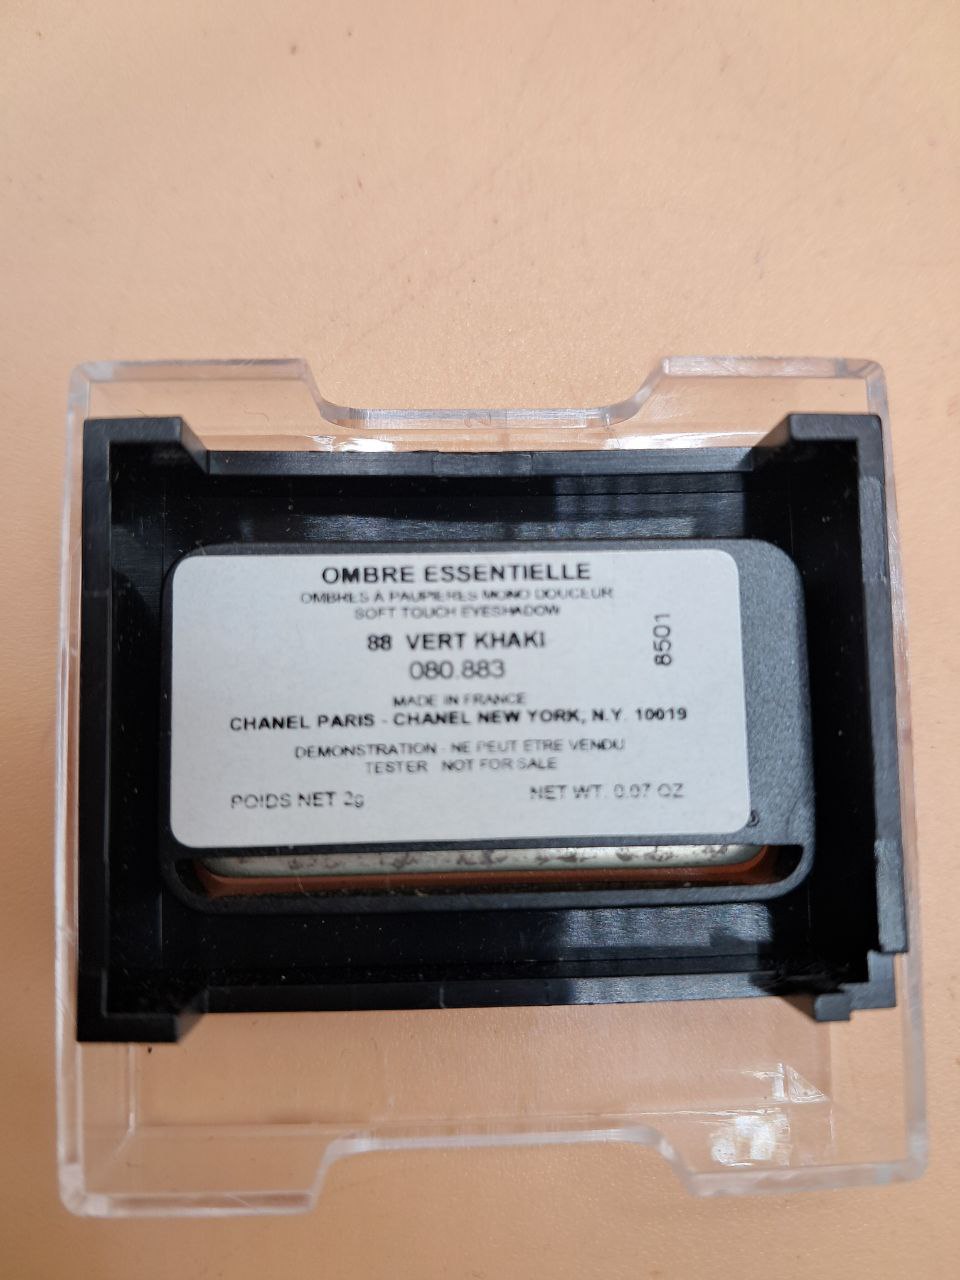 OMBRE ESSENTIELLE
OMBRES À PAUPIÈRES MONO DOUCEUR
SOFT TOUCH EYESHADOW
88 VERT KHAKI
080.883
8501
MADE IN FRANCE
CHANEL PARIS - CHANEL NEW YORK, N.Y. 10019
DEMONSTRATION - NE PEUT ETRE VENDU
TESTER NOT FOR SALE
POIDS NET 2g NET WT. 0.07 OZ